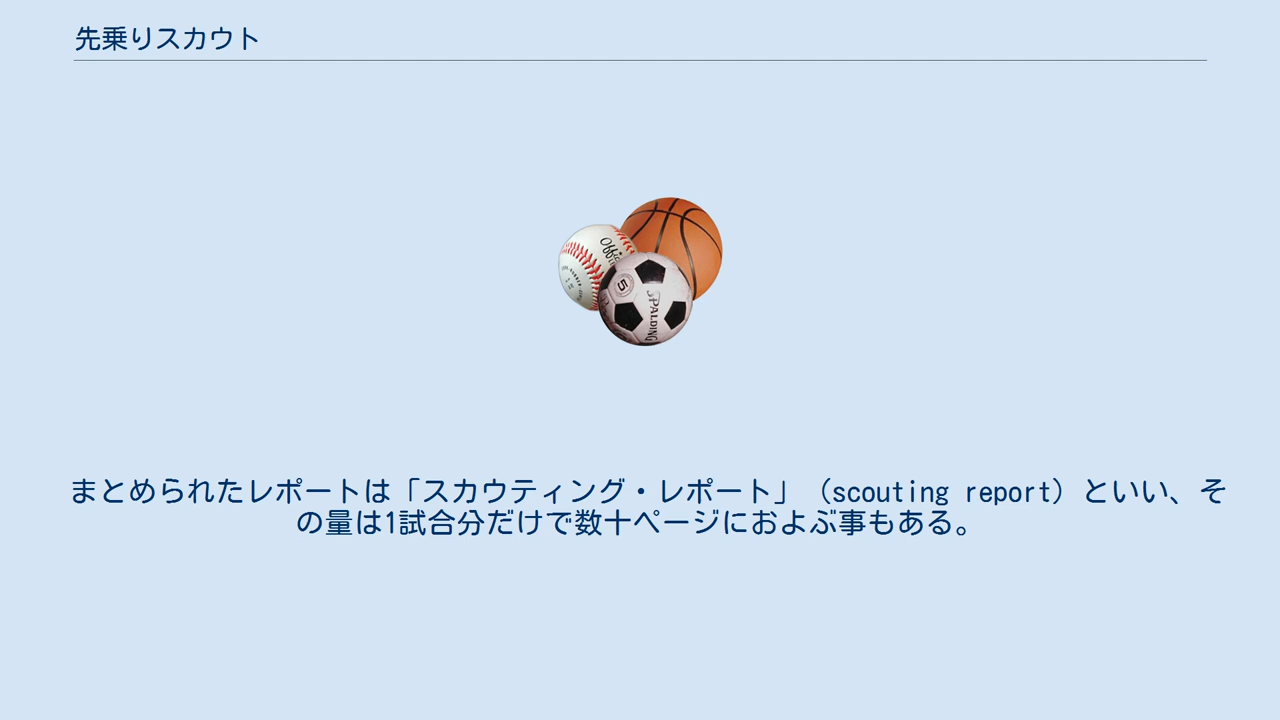 先乗りスカウト
Offici
5
SPALDING
まとめられたレポートは「スカウティング・レポート」（scouting report）といい、そ
の量は1試合分だけで数十ページにおよぶ事もある。